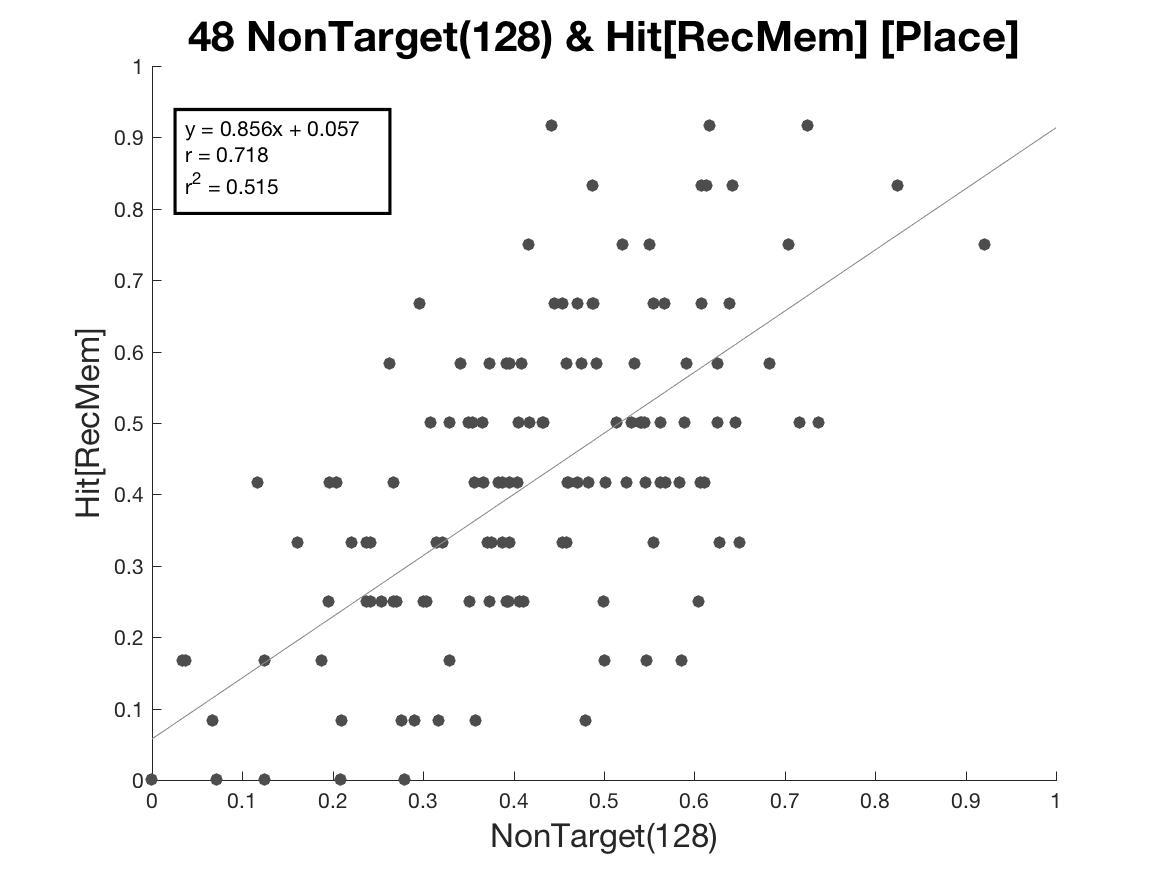 48 NonTarget(128) & Hit[RecMem] [Place]
1
0.9
0.8
0.7
0.6
0.5
0.4
0.3
0.2
0.1
0
y = 0.856x + 0.057
r = 0.718
r² = 0.515
Hit[RecMem]
0 0.1 0.2 0.3 0.4 0.5 0.6 0.7 0.8 0.9 1
NonTarget(128)